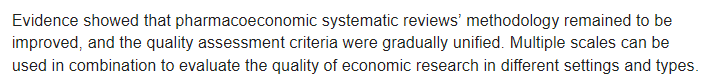 Evidence showed that pharmacoeconomic systematic reviews’ methodology remained to be
improved, and the quality assessment criteria were gradually unified. Multiple scales can be
used in combination to evaluate the quality of economic research in different settings and types.